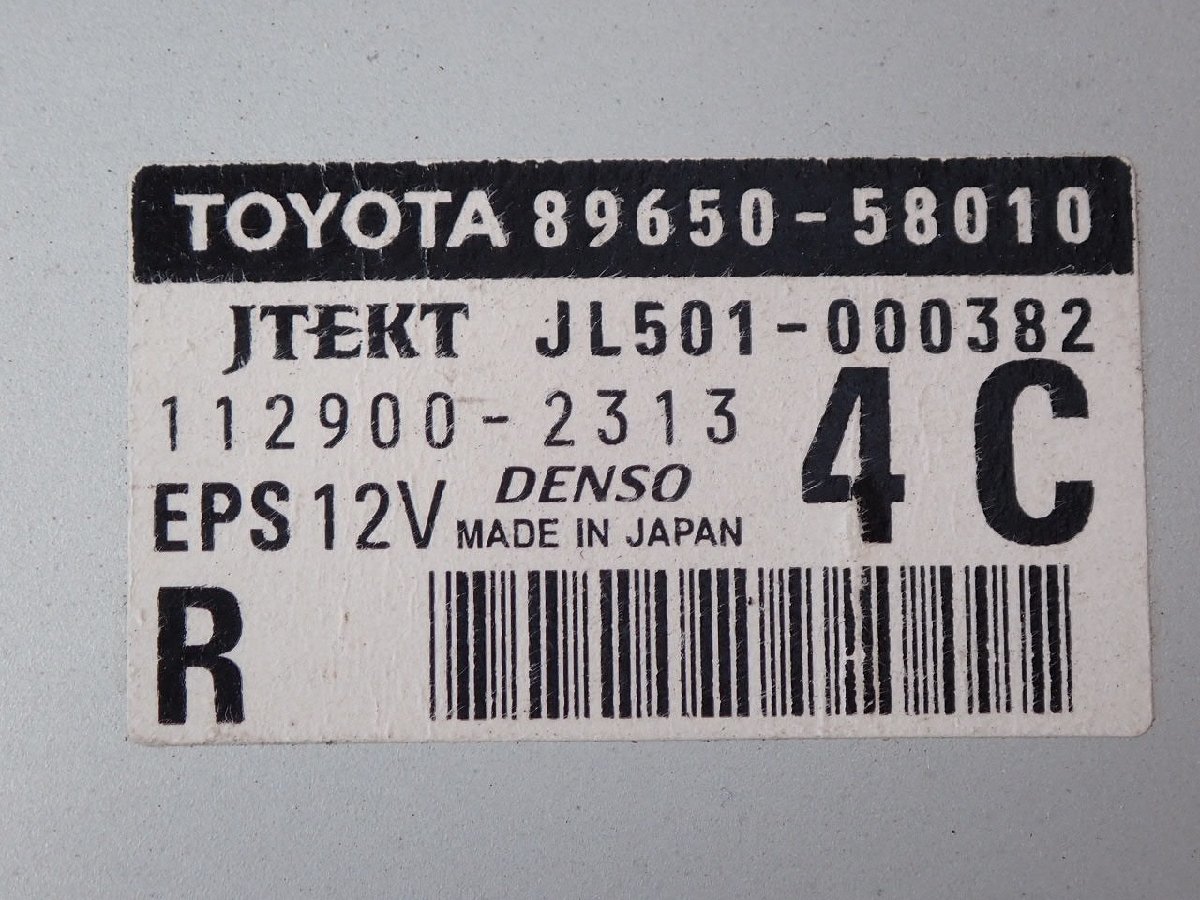 TOYOTA 89650-58010
JTEKT JL501-000382
112900-2313 4C
DENSO
EPS 12V MADE IN JAPAN
R